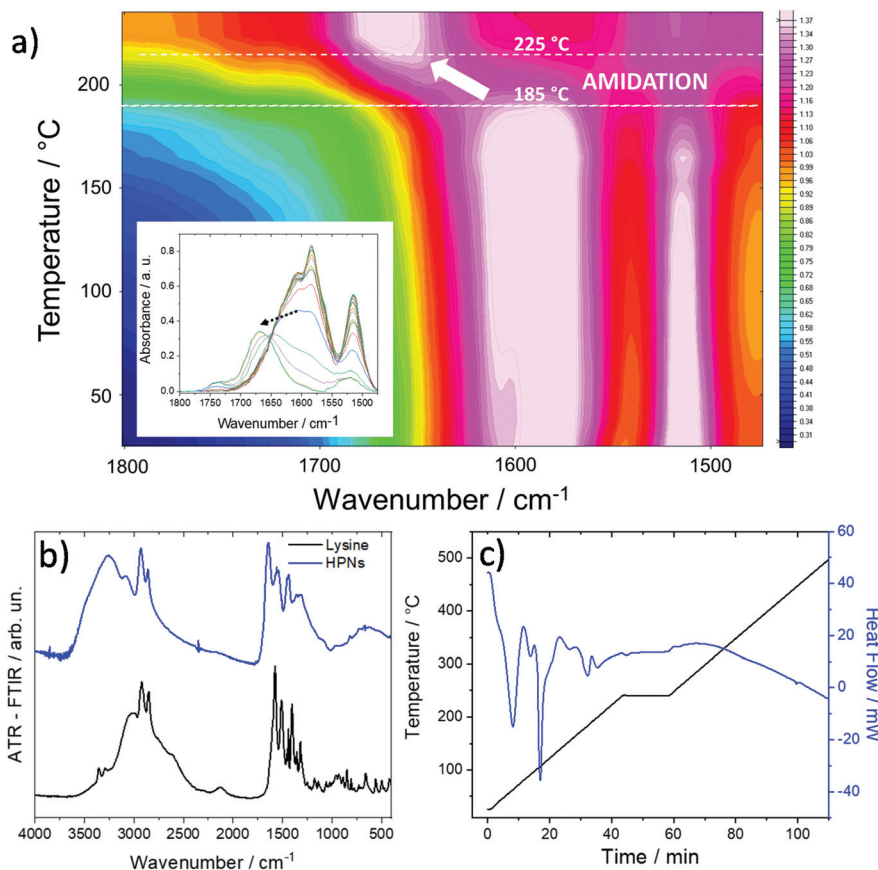 a)
225 °C
AMIDATION
185 °C
Temperature / °C
200
150
100
50
1800
1700
1600
1500
Wavenumber / cm-1
1.37
1.34
1.30
1.27
1.23
1.20
1.16
1.13
1.10
1.06
1.03
0.99
0.96
0.92
0.89
0.86
0.82
0.79
0.75
0.72
0.68
0.65
0.62
0.58
0.55
0.51
0.48
0.44
0.41
0.38
0.34
0.31
Absorbance / a. u.
0.8
0.6
0.4
0.2
0.0
1800 1750 1700 1650 1600 1550 1500
Wavenumber / cm-1
b)
Lysine
HPNs
ATR - FTIR / arb. un.
4000 3500 3000 2500 2000 1500 1000 500
Wavenumber / cm-1
c)
Temperature / °C
500
400
300
200
100
0 20 40 60 80 100
Time / min
60
40
20
0
-20
-40
Heat Flow / mW